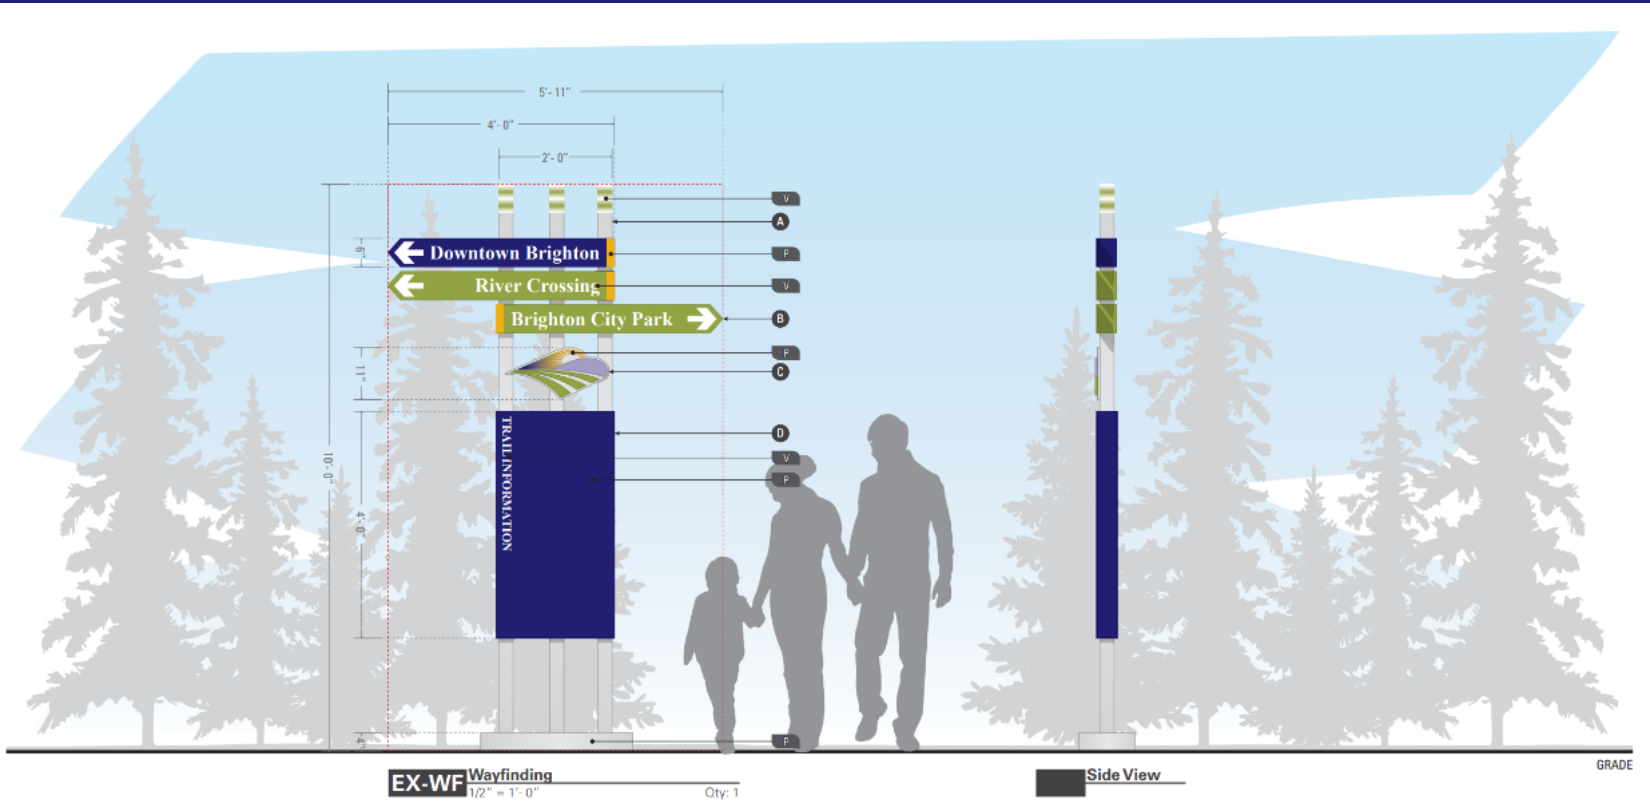 5'- 11"
4'- 0"
2'- 0"
V
A
6"
Downtown Brighton
P
River Crossing
V
Brighton City Park
B
P
11"
C
TRAIL INFORMATION
D
V
10'- 0"
P
4'- 0"
4"
P
GRADE
EX-WF Wayfinding
1/2" = 1'- 0" Qty: 1
Side View